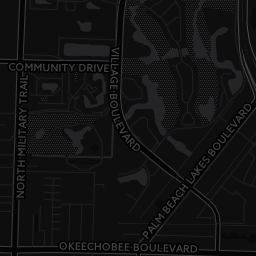 COMMUNITY DRIVE
VILLAGE BOULEVARD
NORTH MILITARY TRAIL
PALM BEACH LAKES BOULEVARD
OKEECHOBEE BOULEVARD